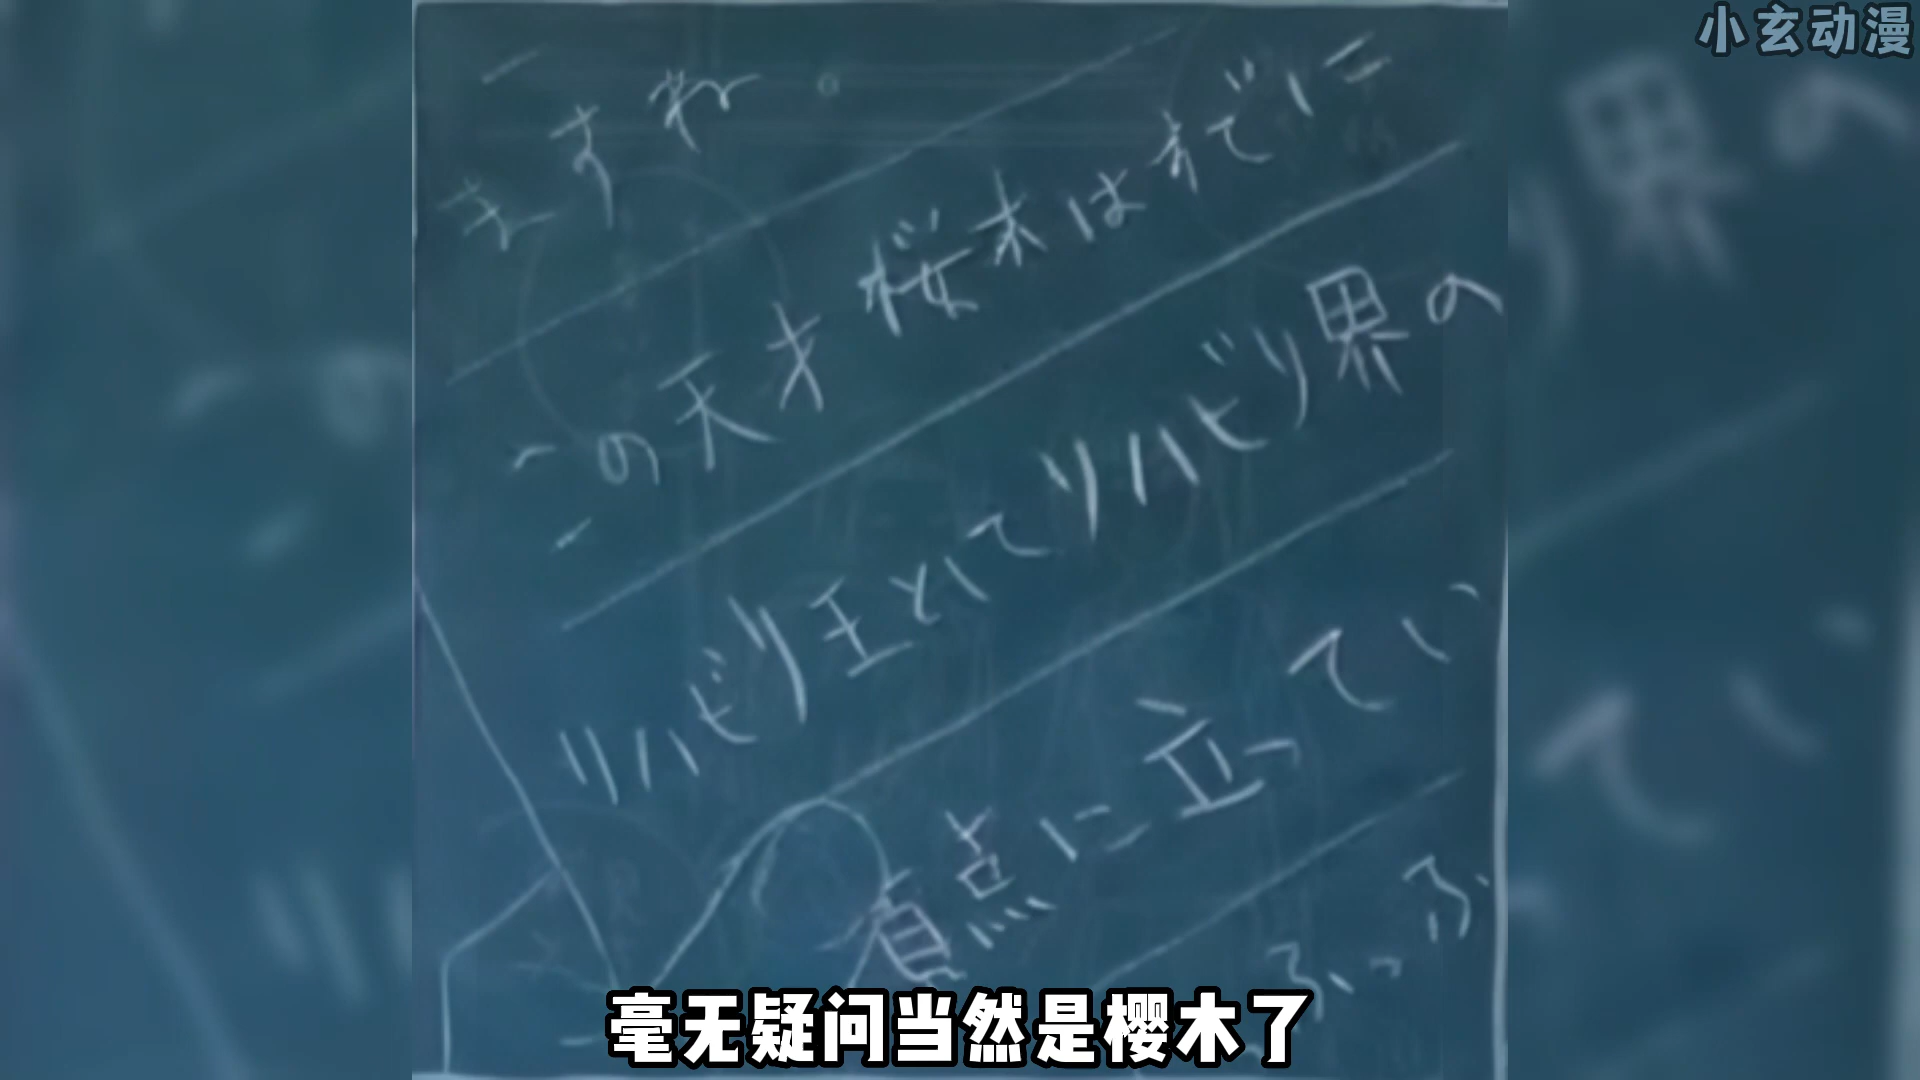 小玄动漫
ますね。
この天才桜木はすでに
リハビリ王としてリハビリ界の
頂点に立ってい
ふっふ
毫无疑问当然是樱木了